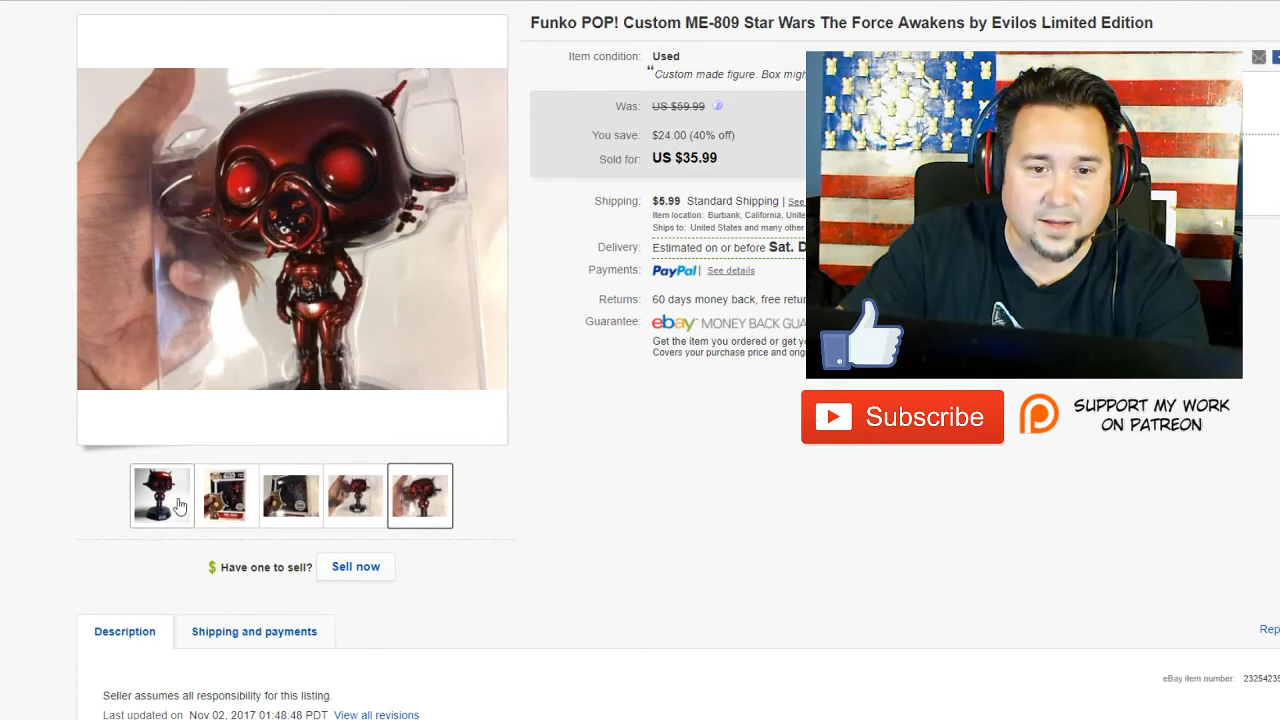 Funko POP! Custom ME-809 Star Wars The Force Awakens by Evilos Limited Edition
Item condition: Used
“Custom made figure. Box
Was: US $59.99
You save: $24.00 (40% off)
Sold for: US $35.99
Shipping: $5.99 Standard Shipping | See
Item location: Burbank, California,
Ships to: United States and many other
Delivery: Estimated on or before Sat.
Payments: PayPal | See details
Returns: 60 days money back, free
Guarantee: ebay MONEY BACK
Get the item you ordered or get
Covers your purchase price and
Subscribe
SUPPORT MY WORK
ON PATREON
$ Have one to sell? Sell now
Description
Shipping and payments
eBay item number:
Seller assumes all responsibility for this listing.
Last updated on Nov 02, 2017 01:48:48 PDT View all revisions